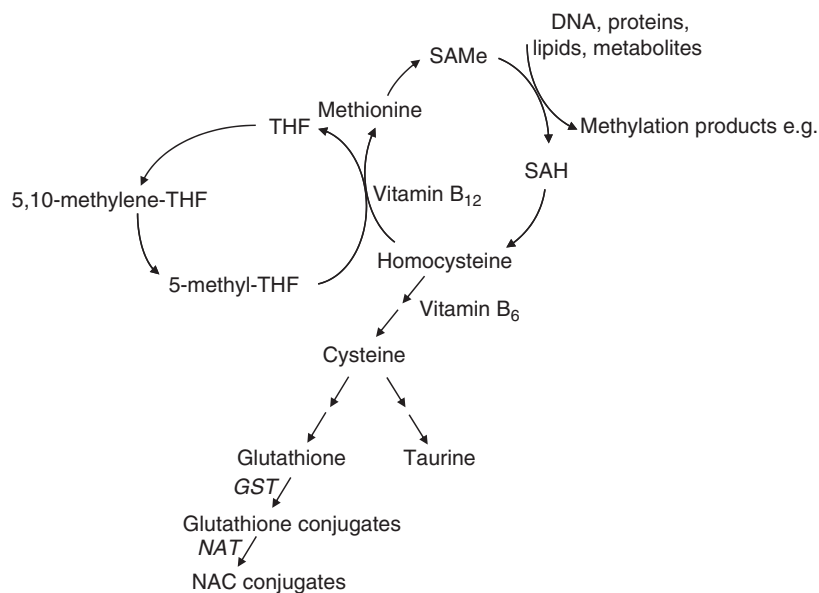 DNA, proteins,
lipids, metabolites
SAMe
Methionine
THF
Methylation products e.g.
SAH
5,10-methylene-THF
Vitamin B₁₂
Homocysteine
5-methyl-THF
Vitamin B₆
Cysteine
Glutathione
Taurine
GST
Glutathione conjugates
NAT
NAC conjugates